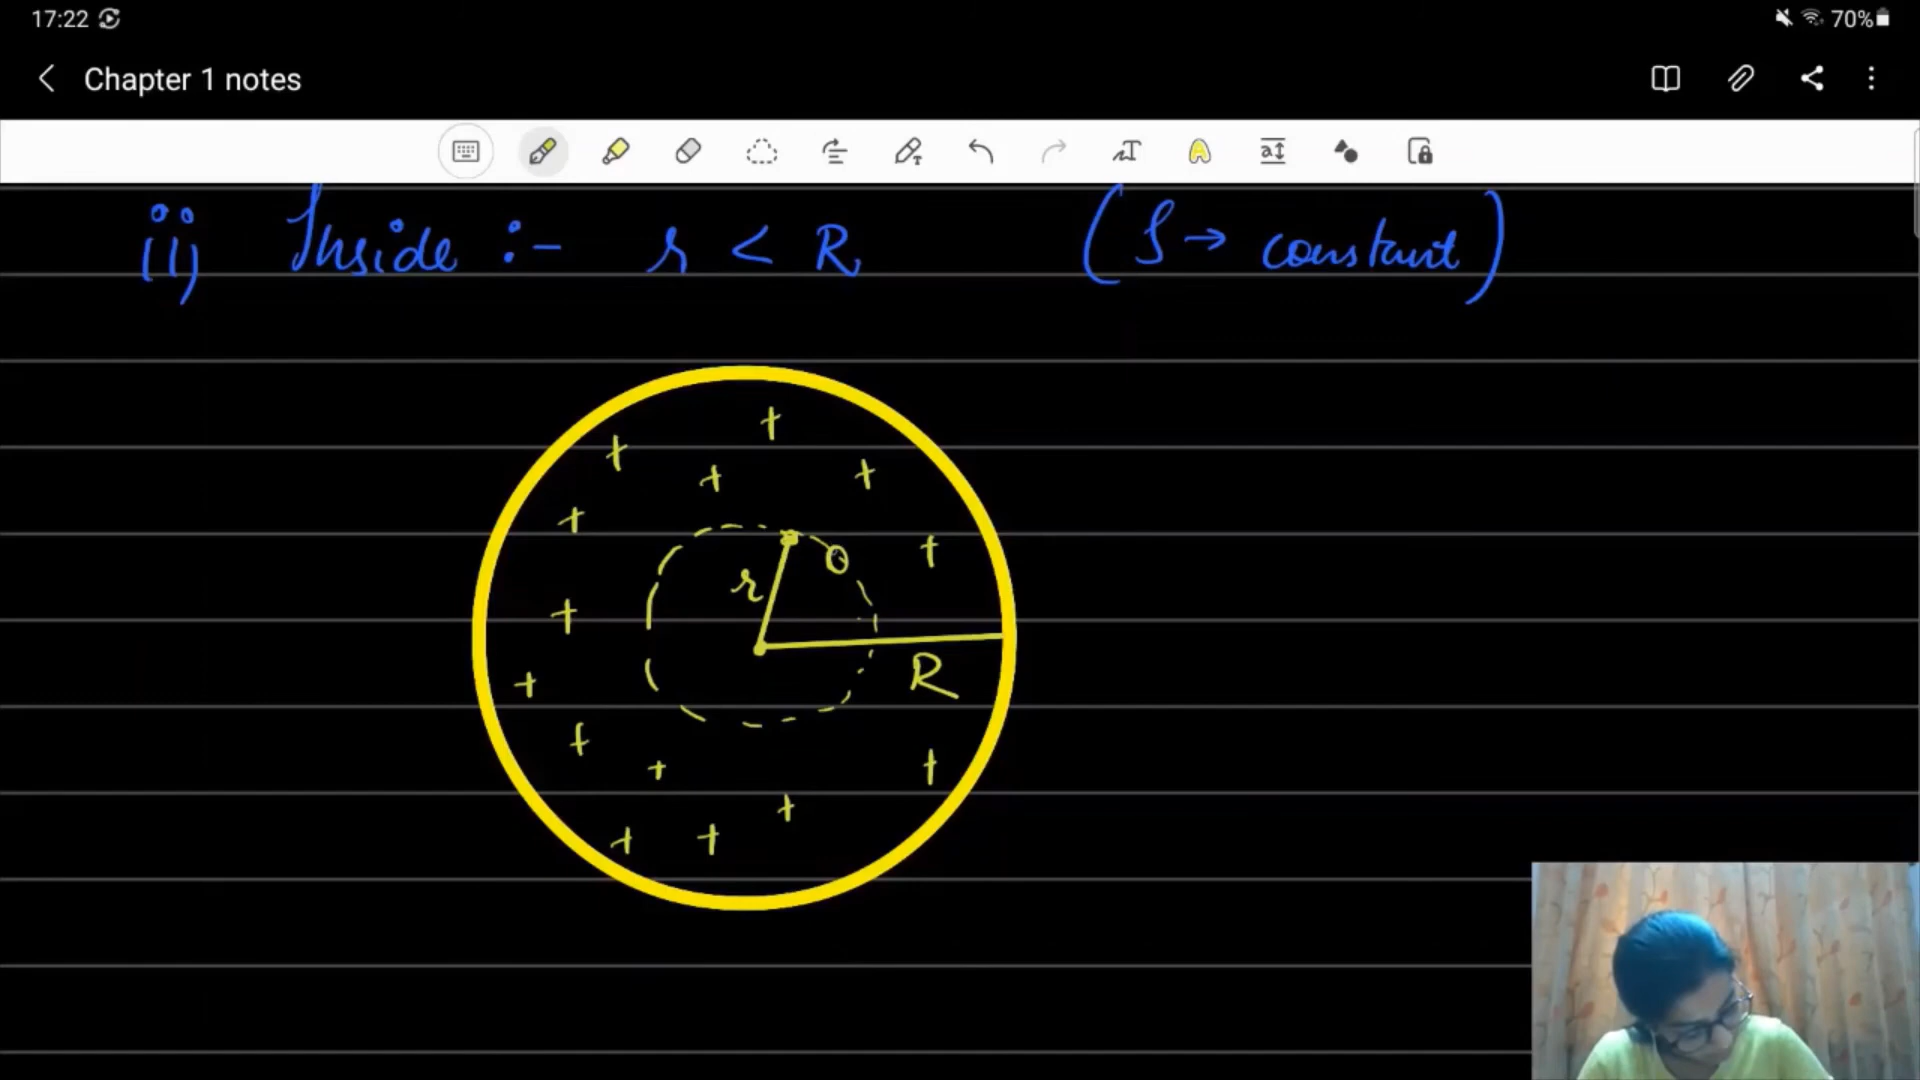 17:22 70%
Chapter 1 notes
(ii) Inside :- r < R (ρ → constant)
r
O
R